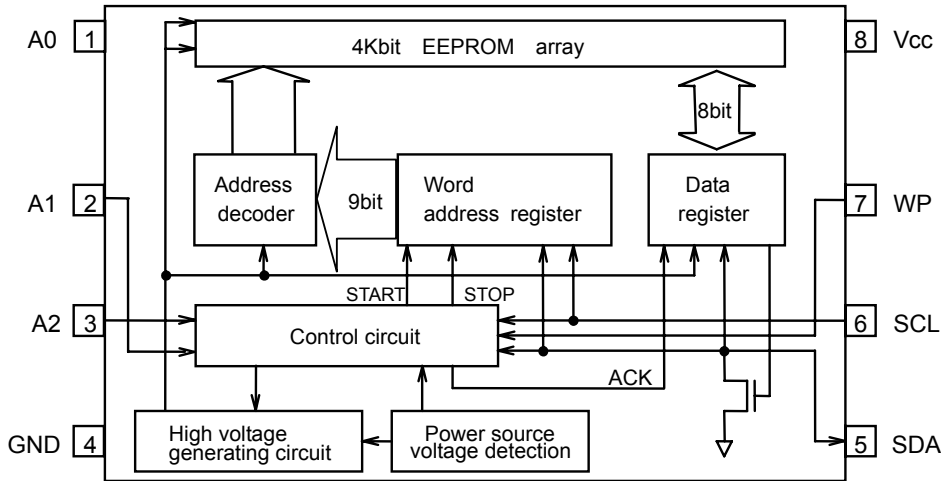 A0 1
4Kbit EEPROM array
8 Vcc
8bit
A1 2
Address
decoder
9bit
Word
address register
Data
register
7 WP
START
STOP
A2 3
Control circuit
6 SCL
ACK
GND 4
High voltage
generating circuit
Power source
voltage detection
5 SDA